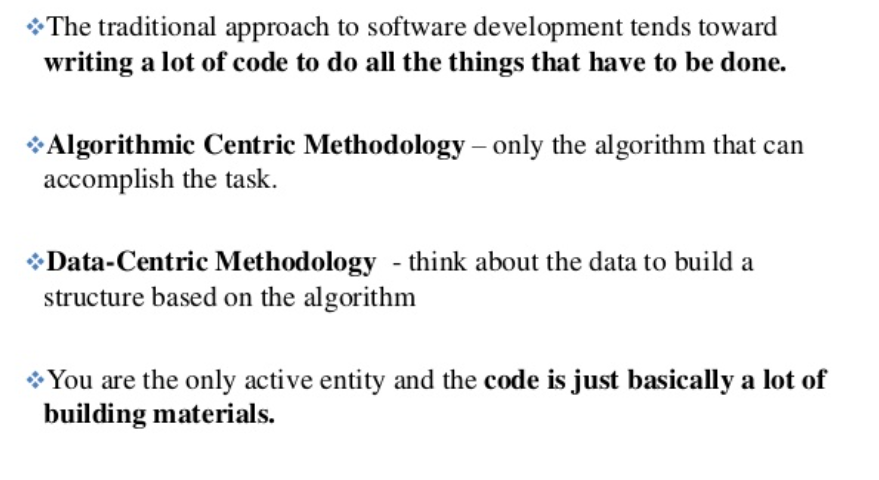 ❖The traditional approach to software development tends toward
writing a lot of code to do all the things that have to be done.
❖Algorithmic Centric Methodology – only the algorithm that can
accomplish the task.
❖Data-Centric Methodology - think about the data to build a
structure based on the algorithm
❖You are the only active entity and the code is just basically a lot of
building materials.